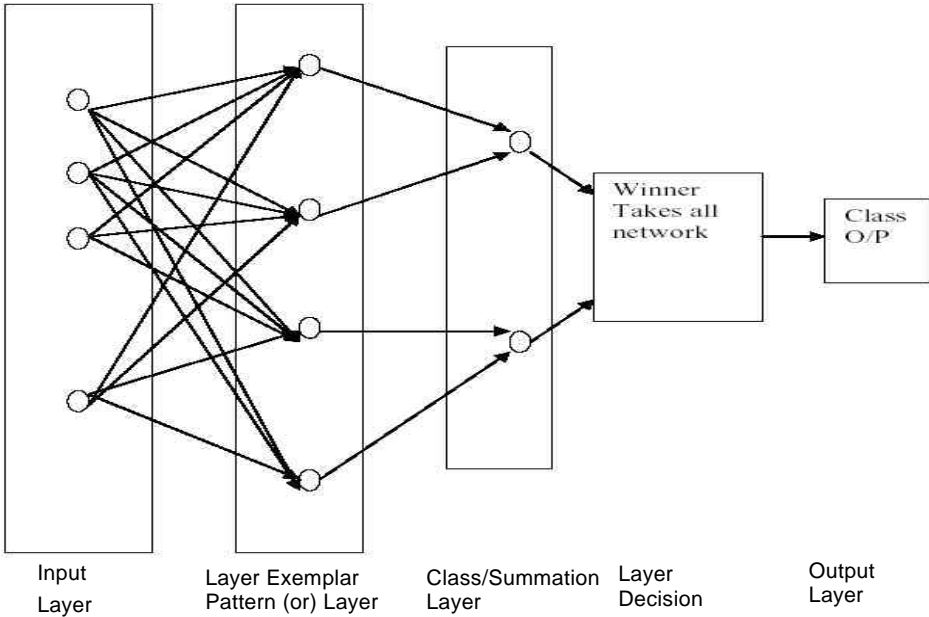 Winner
Takes all
network
Class
O/P
Input
Layer
Layer Exemplar
Pattern (or) Layer
Class/Summation
Layer
Layer
Decision
Output
Layer